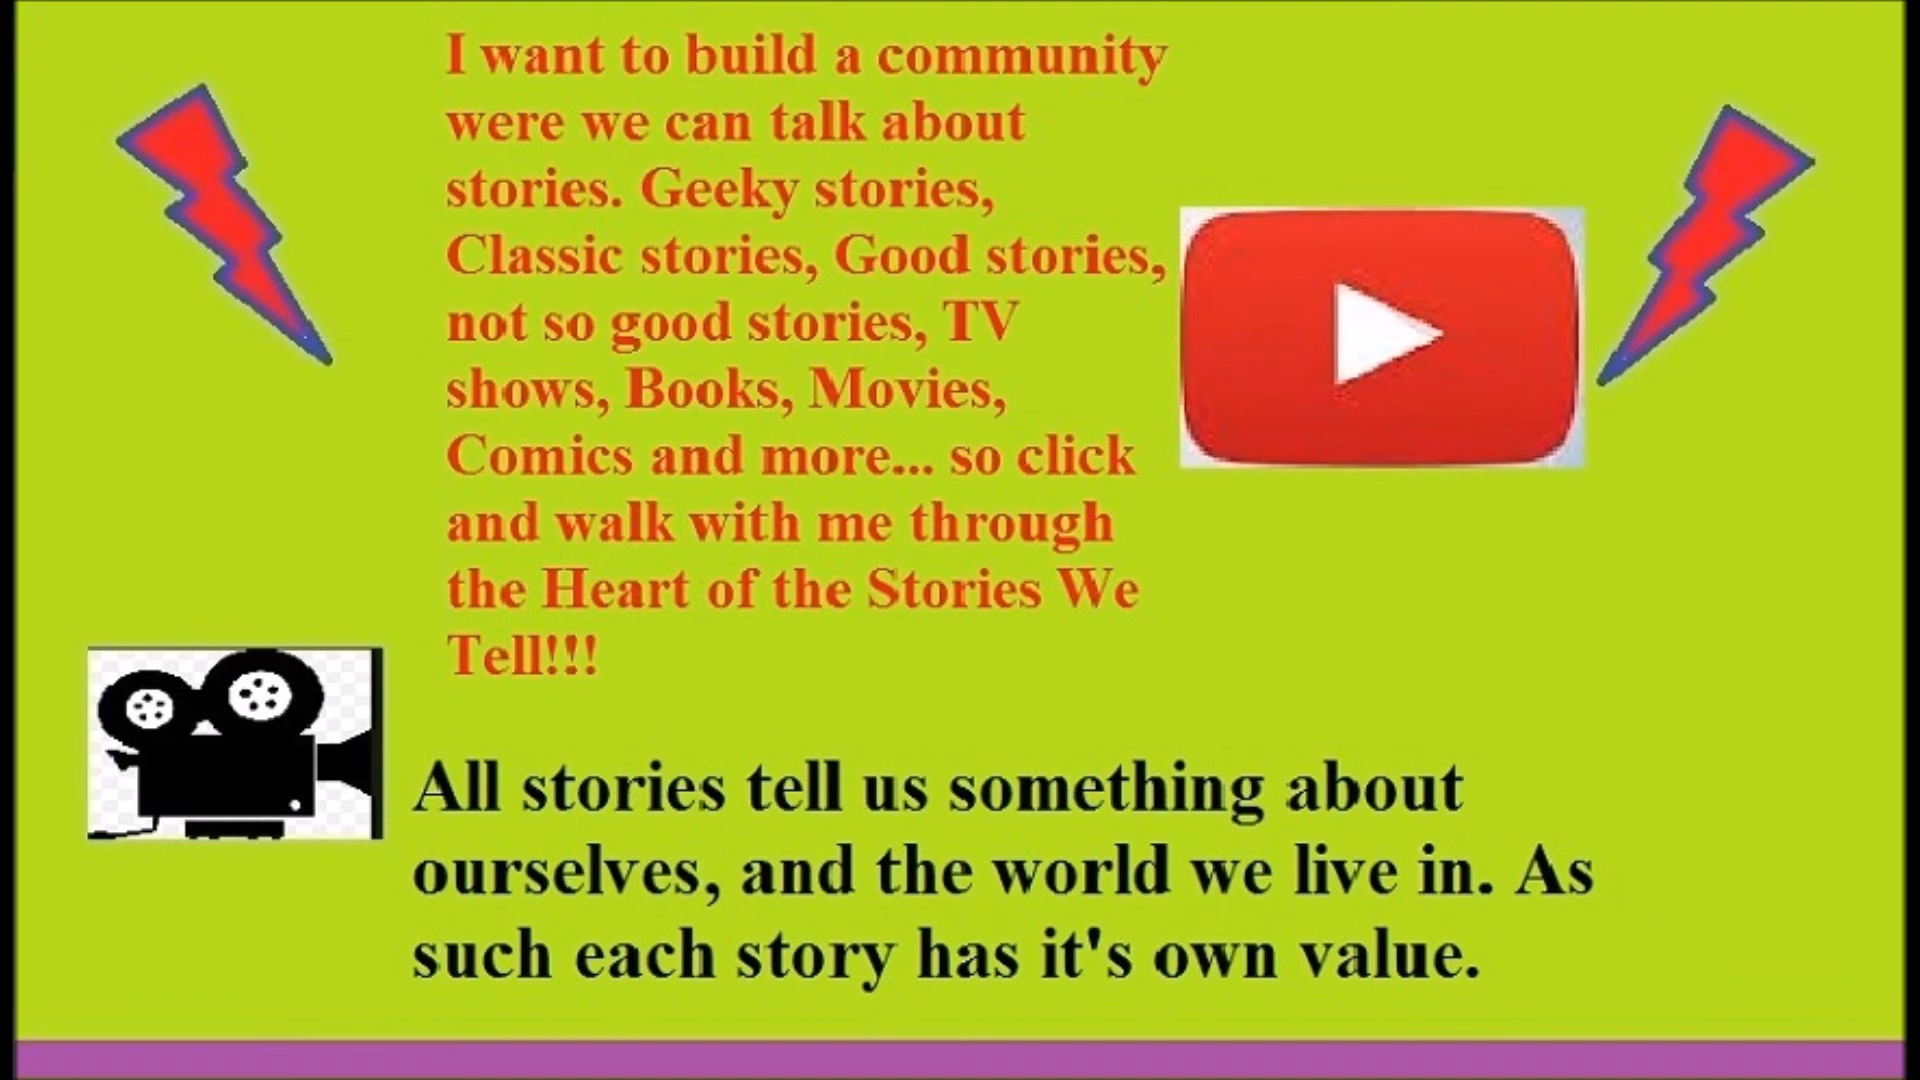 I want to build a community
were we can talk about
stories. Geeky stories,
Classic stories, Good stories,
not so good stories, TV
shows, Books, Movies,
Comics and more... so click
and walk with me through
the Heart of the Stories We
Tell!!!
All stories tell us something about
ourselves, and the world we live in. As
such each story has it's own value.